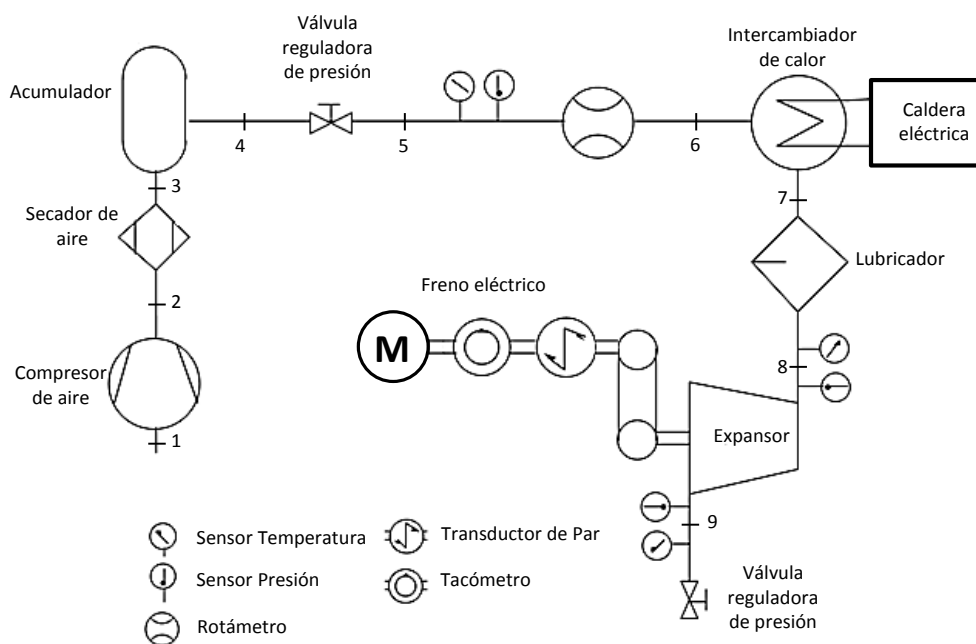 Válvula
reguladora
de presión
Intercambiador
de calor
Acumulador
Caldera
eléctrica
4
5
6
3
7
Secador de
aire
Lubricador
2
Freno eléctrico
M
8
Compresor
de aire
Expansor
1
9
Sensor Temperatura
Transductor de Par
Sensor Presión
Tacómetro
Rotámetro
Válvula
reguladora
de presión